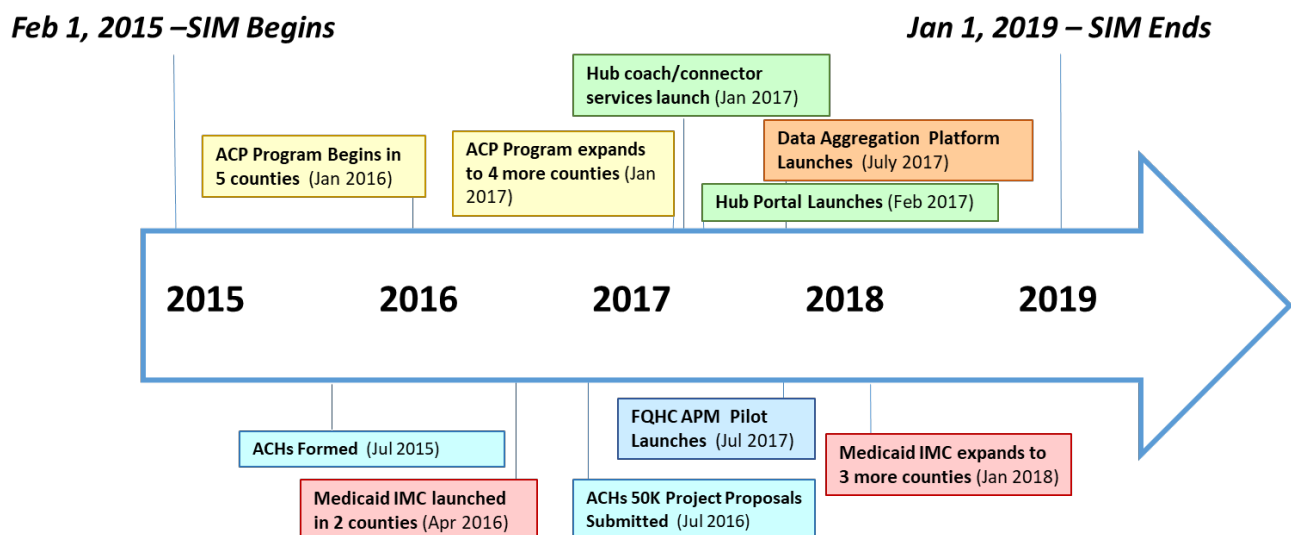 Feb 1, 2015 –SIM Begins
Jan 1, 2019 – SIM Ends
Hub coach/connector
services launch (Jan 2017)
ACP Program Begins in
5 counties (Jan 2016)
ACP Program expands
to 4 more counties (Jan
2017)
Data Aggregation Platform
Launches (July 2017)
Hub Portal Launches (Feb 2017)
2015
2016
2017
2018
2019
ACHs Formed (Jul 2015)
Medicaid IMC launched
in 2 counties (Apr 2016)
FQHC APM Pilot
Launches (Jul 2017)
ACHs 50K Project Proposals
Submitted (Jul 2016)
Medicaid IMC expands to
3 more counties (Jan 2018)